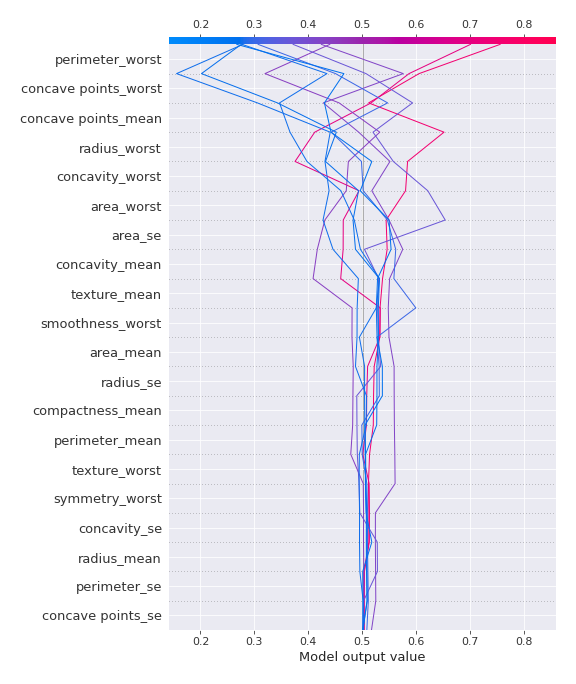 0.2 0.3 0.4 0.5 0.6 0.7 0.8
perimeter_worst
concave points_worst
concave points_mean
radius_worst
concavity_worst
area_worst
area_se
concavity_mean
texture_mean
smoothness_worst
area_mean
radius_se
compactness_mean
perimeter_mean
texture_worst
symmetry_worst
concavity_se
radius_mean
perimeter_se
concave points_se
0.2 0.3 0.4 0.5 0.6 0.7 0.8
Model output value